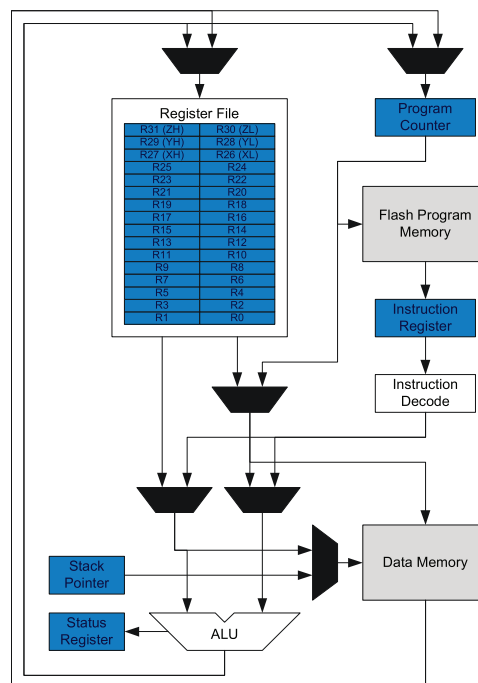 Register File
R31 (ZH) R30 (ZL)
R29 (YH) R28 (YL)
R27 (XH) R26 (XL)
R25 R24
R23 R22
R21 R20
R19 R18
R17 R16
R15 R14
R13 R12
R11 R10
R9 R8
R7 R6
R5 R4
R3 R2
R1 R0
Program
Counter
Flash Program
Memory
Instruction
Register
Instruction
Decode
Data Memory
Stack
Pointer
Status
Register
ALU